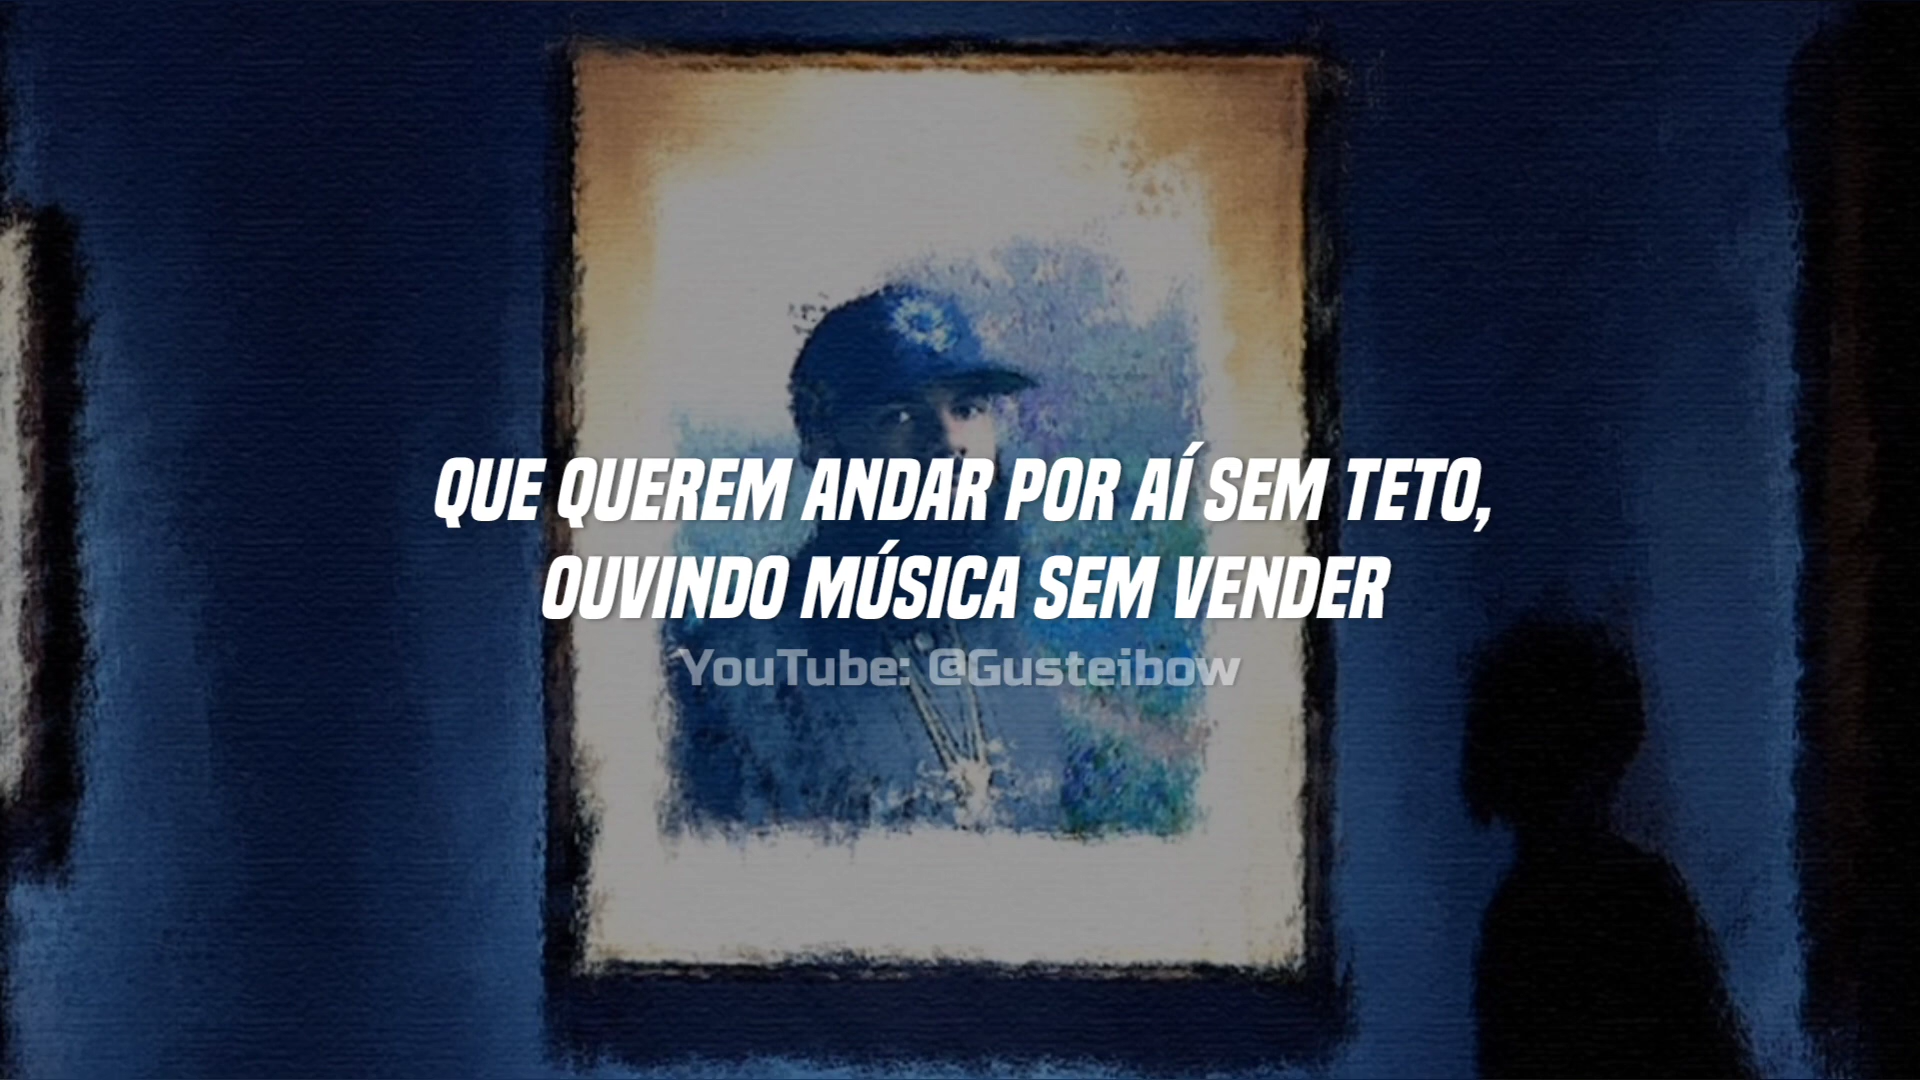 QUE QUEREM ANDAR POR AÍ SEM TETO,
OUVINDO MÚSICA SEM VENDER
YouTube: @Gusteibow